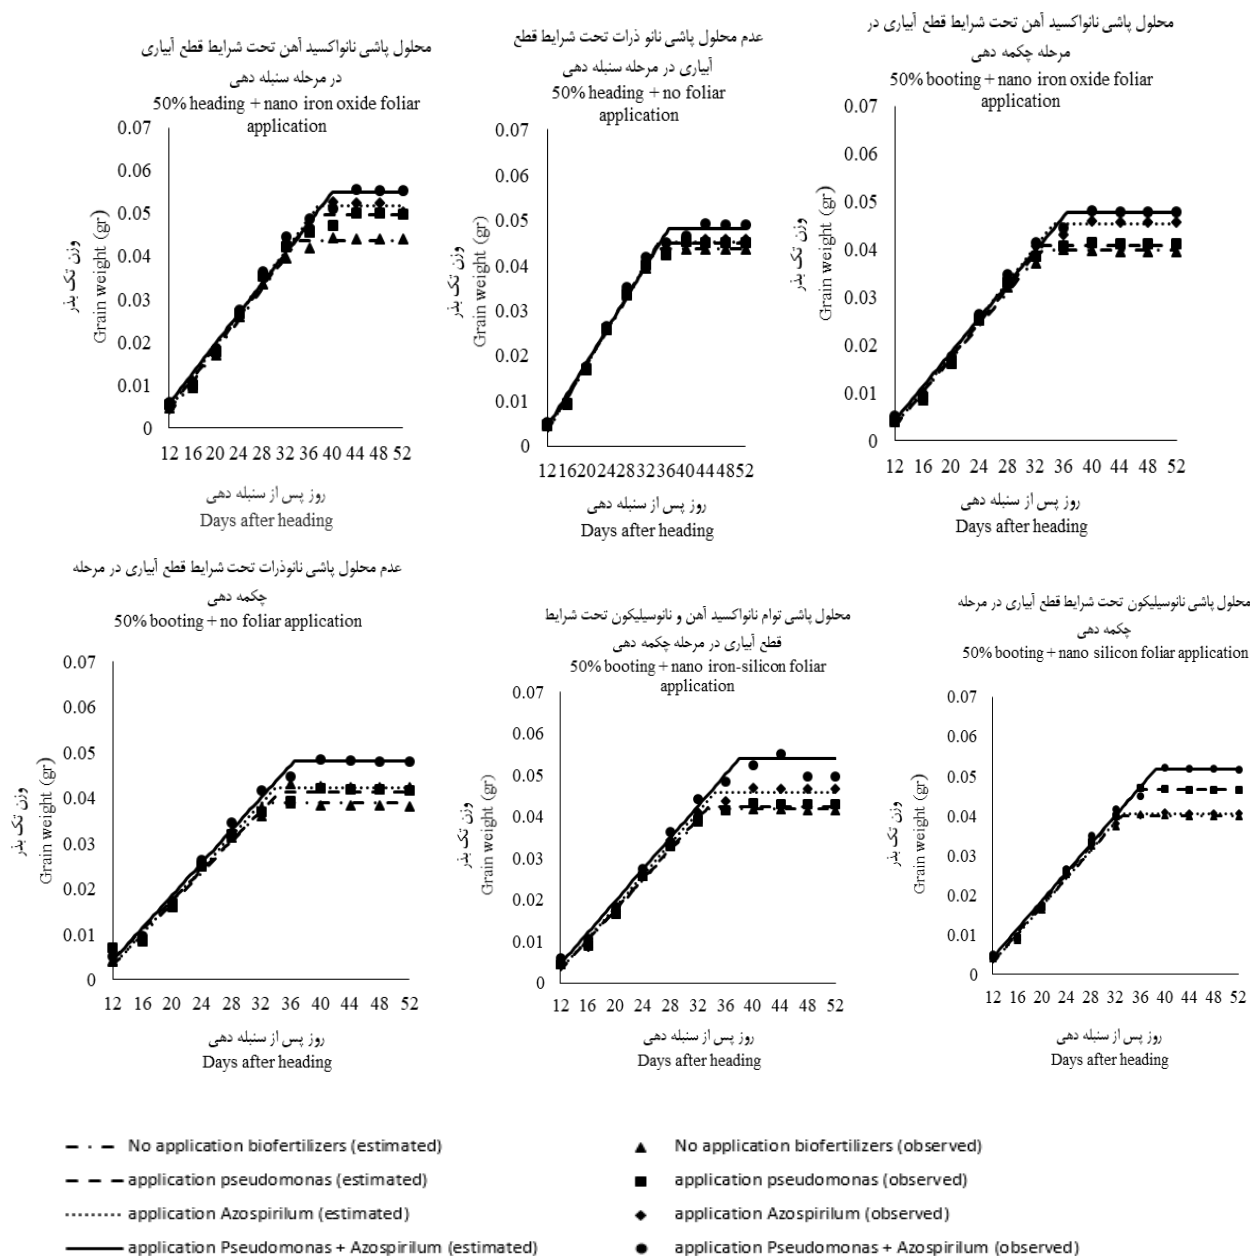 محلول پاشی نانواکسید آهن تحت شرایط قطع آبیاری
در مرحله سنبله دهی
50% heading + nano iron oxide foliar
application
0.07
0.06
0.05
0.04
0.03
0.02
0.01
0
وزن تک بذر
Grain weight (gr)
12 16 20 24 28 32 36 40 44 48 52
روز پس از سنبله دهی
Days after heading
عدم محلول پاشی نانو ذرات تحت شرایط قطع
آبیاری در مرحله سنبله دهی
50% heading + no foliar
application
0.07
0.06
0.05
0.04
0.03
0.02
0.01
0
وزن تک بذر
Grain weight (gr)
12 16 20 24 28 32 36 40 44 48 52
روز پس از سنبله دهی
Days after heading
محلول پاشی نانواکسید آهن تحت شرایط قطع آبیاری در
مرحله چکمه دهی
50% booting + nano iron oxide foliar
application
0.07
0.06
0.05
0.04
0.03
0.02
0.01
0
وزن تک بذر
Grain weight (gr)
12 16 20 24 28 32 36 40 44 48 52
روز پس از سنبله دهی
Days after heading
عدم محلول پاشی نانوذرات تحت شرایط قطع آبیاری در مرحله
چکمه دهی
50% booting + no foliar application
0.07
0.06
0.05
0.04
0.03
0.02
0.01
0
وزن تک بذر
Grain weight (gr)
12 16 20 24 28 32 36 40 44 48 52
روز پس از سنبله دهی
Days after heading
محلول پاشی توام نانواکسید آهن و نانوسیلیکون تحت شرایط
قطع آبیاری در مرحله چکمه دهی
50% booting + nano iron-silicon foliar
application
0.07
0.06
0.05
0.04
0.03
0.02
0.01
0
وزن تک بذر
Grain weight (gr)
12 16 20 24 28 32 36 40 44 48 52
روز پس از سنبله دهی
Days after heading
محلول پاشی نانوسیلیکون تحت شرایط قطع آبیاری در مرحله
چکمه دهی
50% booting + nano silicon foliar application
0.07
0.06
0.05
0.04
0.03
0.02
0.01
0
وزن تک بذر
Grain weight (gr)
12 16 20 24 28 32 36 40 44 48 52
روز پس از سنبله دهی
Days after heading
No application biofertilizers (estimated)
application pseudomonas (estimated)
application Azospirilum (estimated)
application Pseudomonas + Azospirilum (estimated)
No application biofertilizers (observed)
application pseudomonas (observed)
application Azospirilum (observed)
application Pseudomonas + Azospirilum (observed)